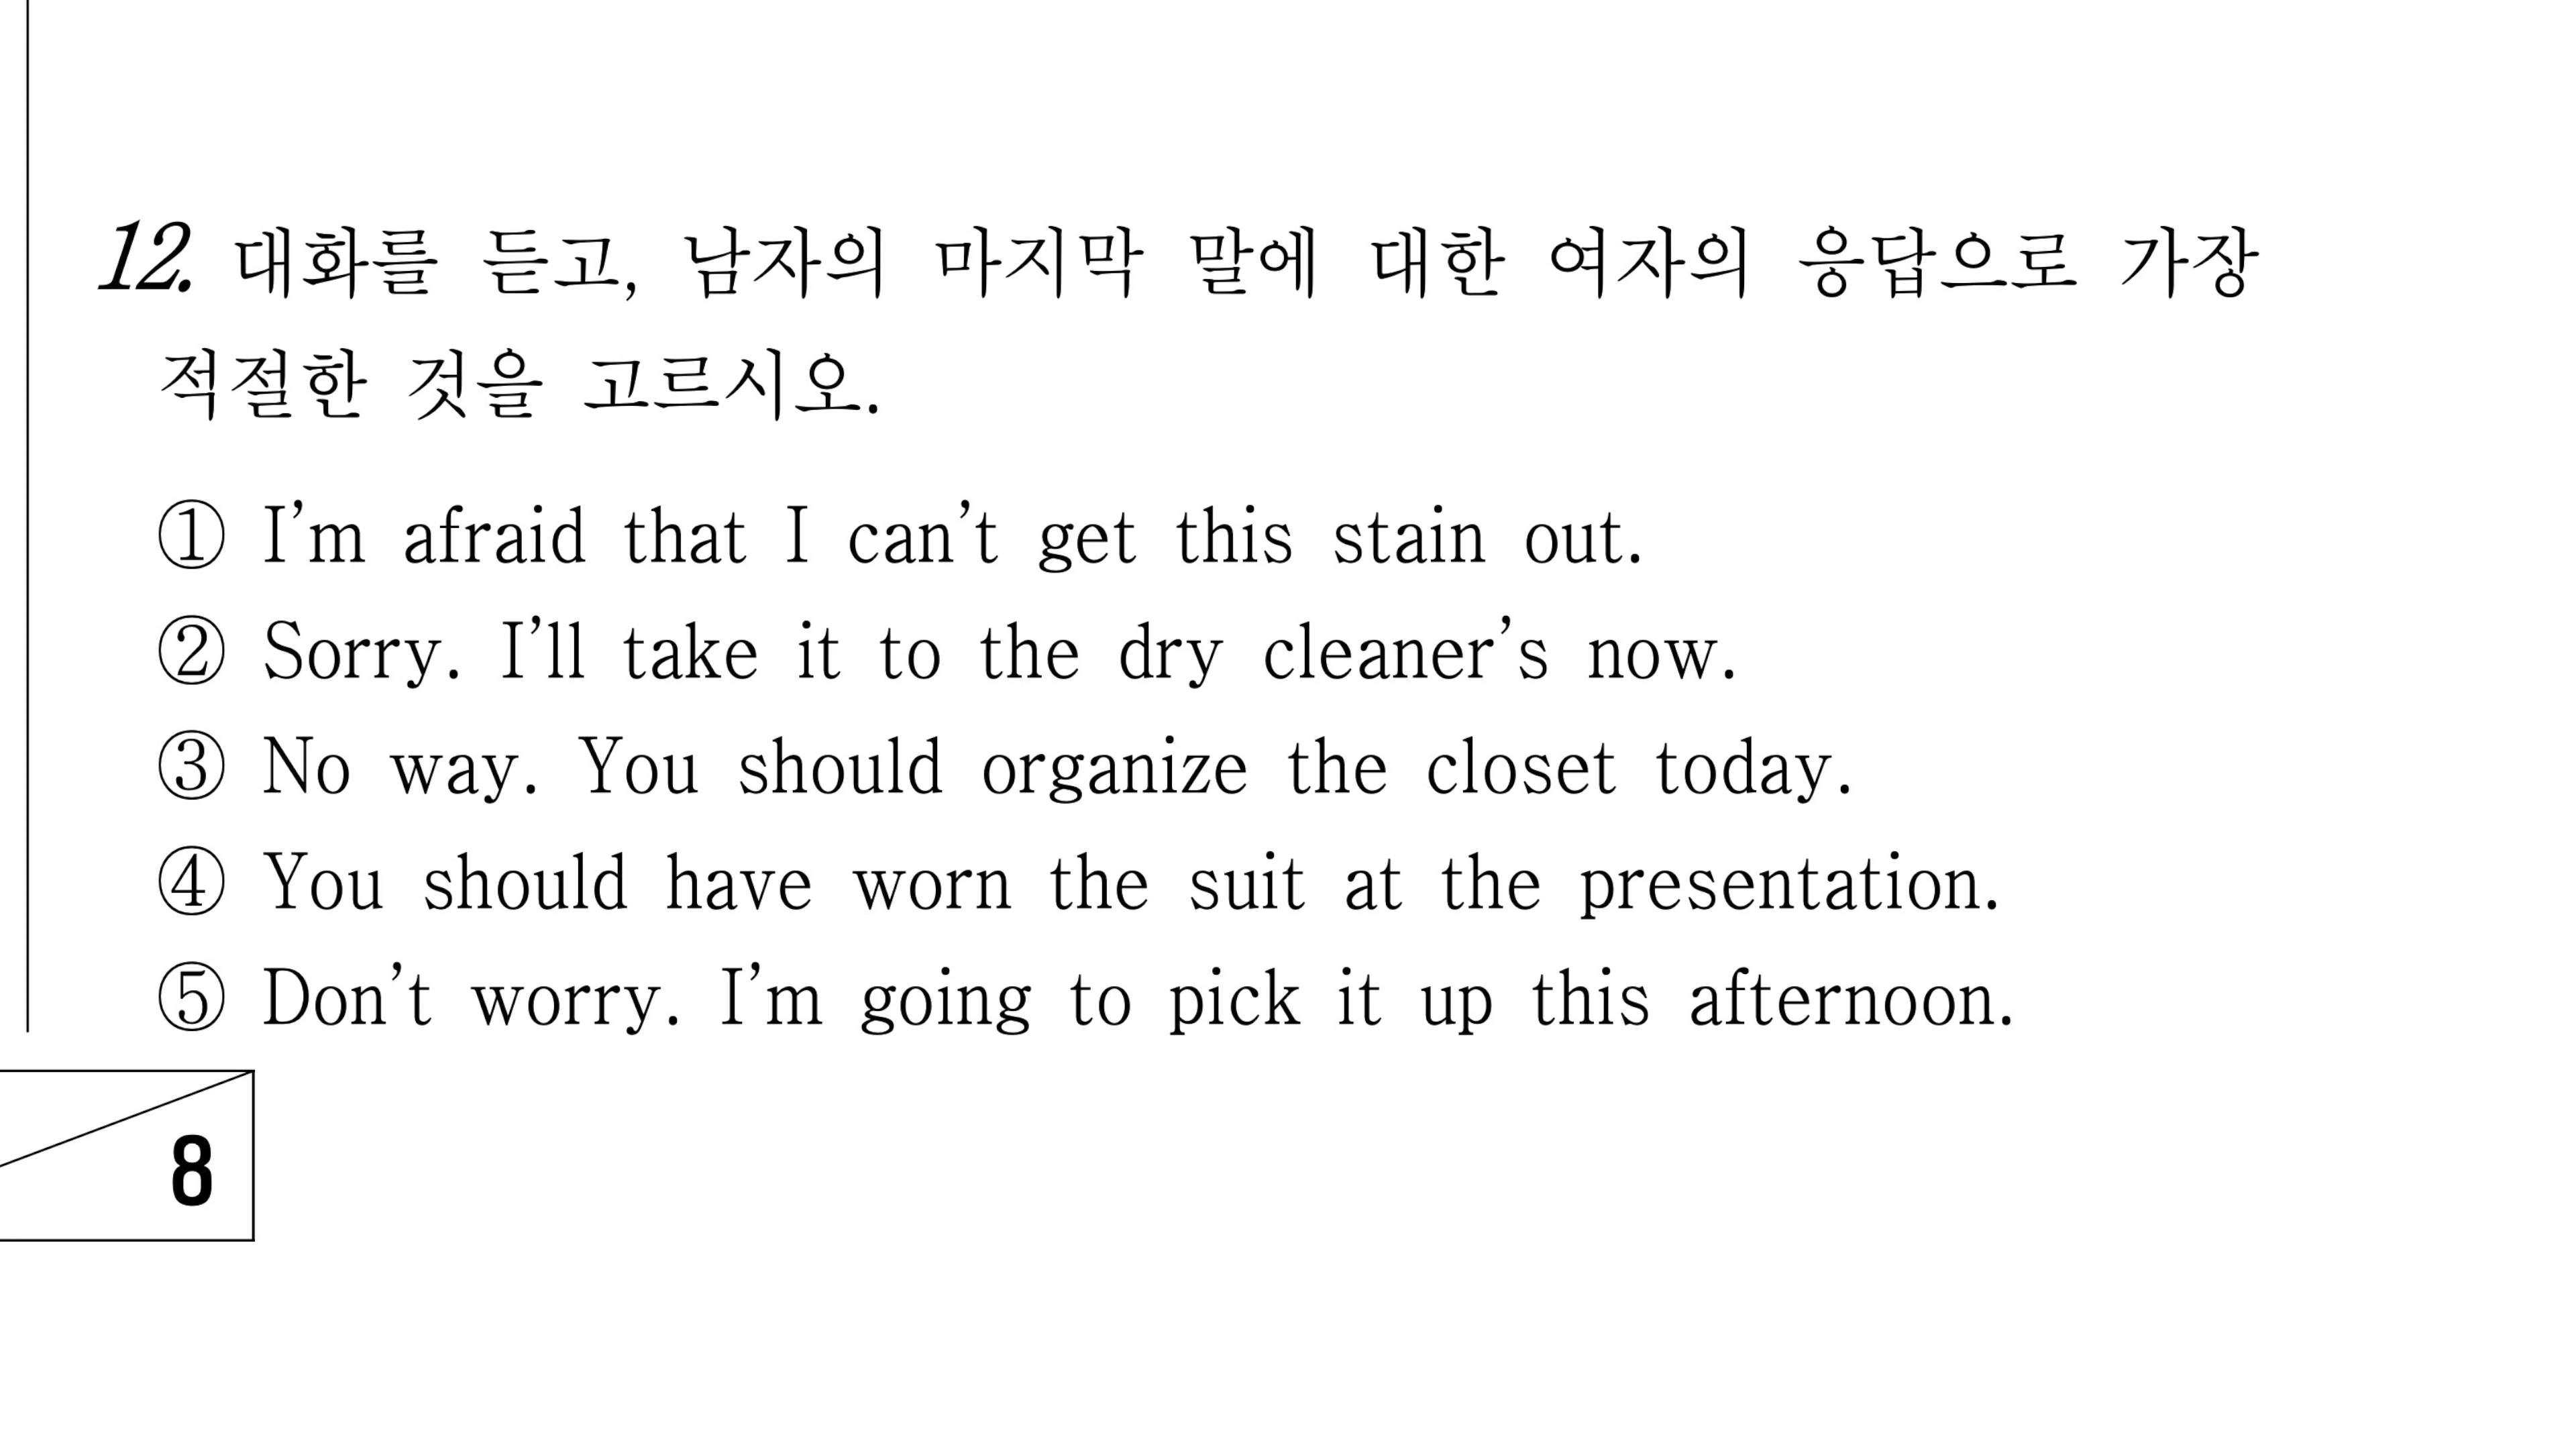 12. 대화를 듣고, 남자의 마지막 말에 대한 여자의 응답으로 가장
적절한 것을 고르시오.
① I’m afraid that I can’t get this stain out.
② Sorry. I’ll take it to the dry cleaner’s now.
③ No way. You should organize the closet today.
④ You should have worn the suit at the presentation.
⑤ Don’t worry. I’m going to pick it up this afternoon.
8